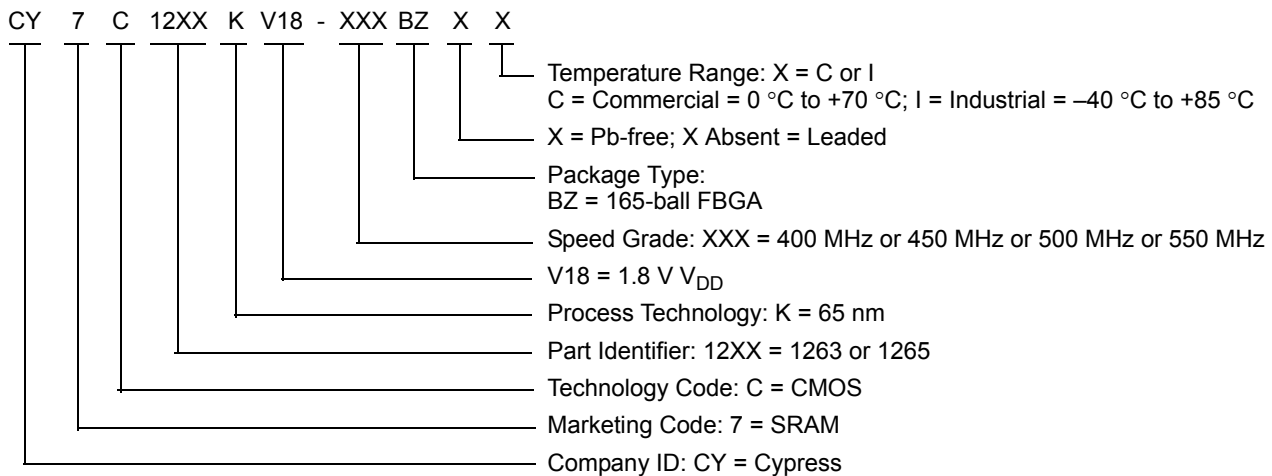 CY 7 C 12XX K V18 - XXX BZ X X
Temperature Range: X = C or I
C = Commercial = 0 °C to +70 °C; I = Industrial = –40 °C to +85 °C
X = Pb-free; X Absent = Leaded
Package Type:
BZ = 165-ball FBGA
Speed Grade: XXX = 400 MHz or 450 MHz or 500 MHz or 550 MHz
V18 = 1.8 V VDD
Process Technology: K = 65 nm
Part Identifier: 12XX = 1263 or 1265
Technology Code: C = CMOS
Marketing Code: 7 = SRAM
Company ID: CY = Cypress